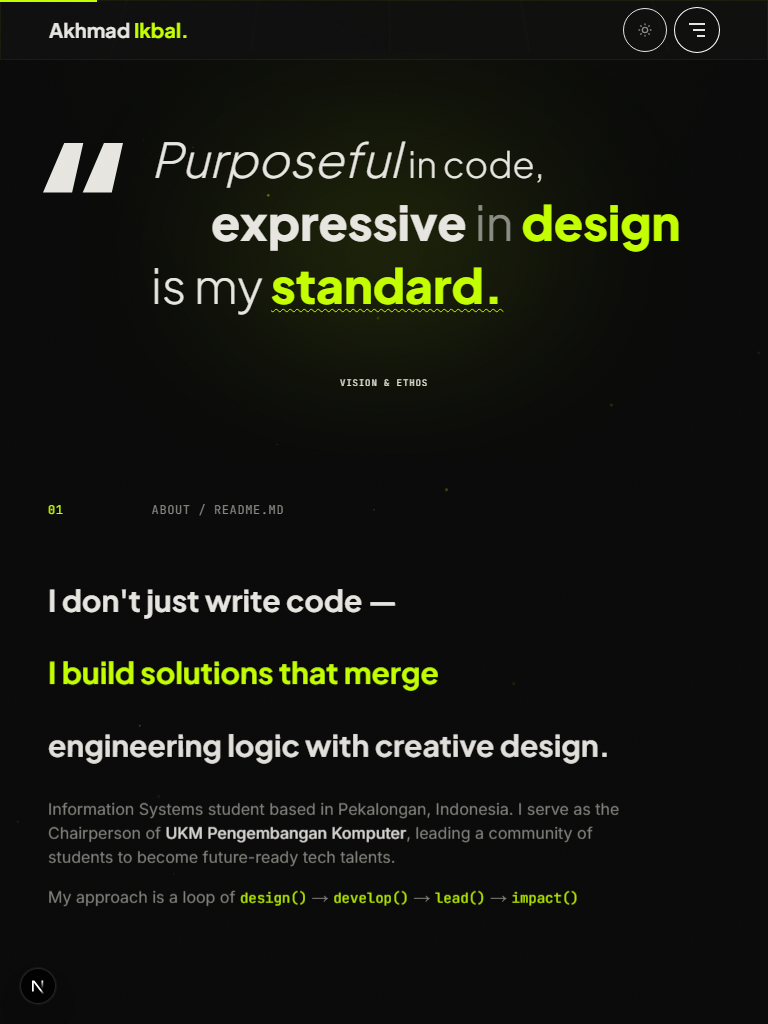 Akhmad Ikbal.
Purposeful in code,
expressive in design
is my standard.
VISION & ETHOS
01 ABOUT / README.MD
I don't just write code —
I build solutions that merge
engineering logic with creative design.
Information Systems student based in Pekalongan, Indonesia. I serve as the
Chairperson of UKM Pengembangan Komputer, leading a community of
students to become future-ready tech talents.
My approach is a loop of design() → develop() → lead() → impact()
N